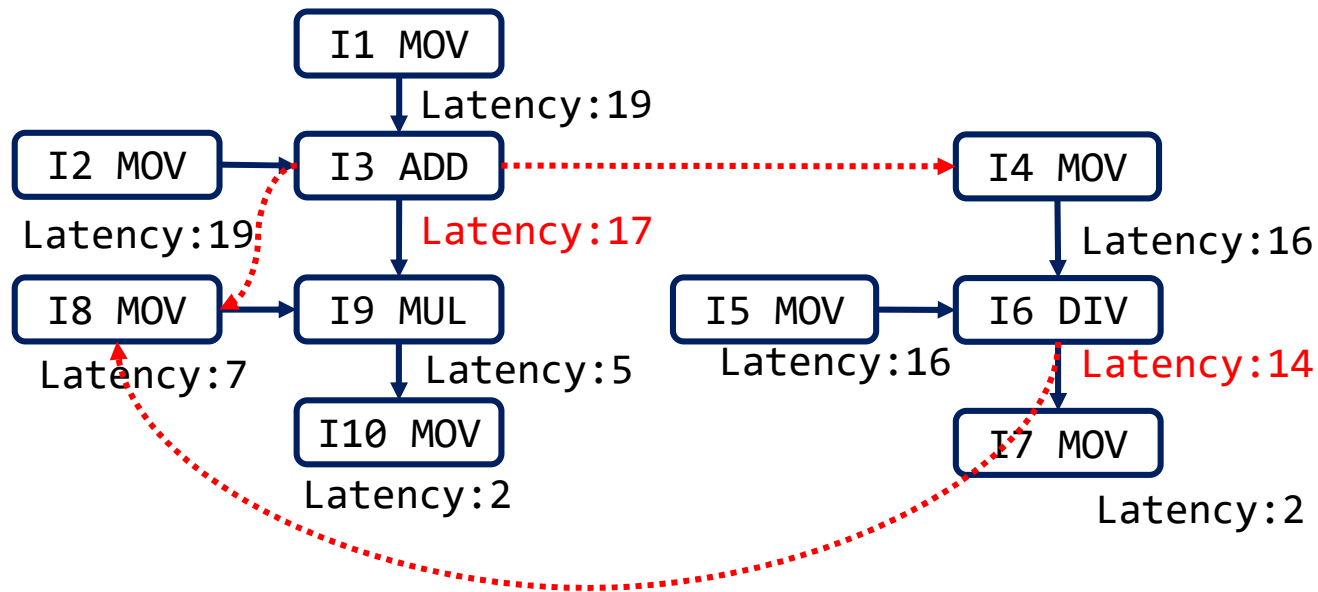 I1 MOV
Latency:19
I2 MOV
I3 ADD
I4 MOV
Latency:19
Latency:17
Latency:16
I8 MOV
I9 MUL
I5 MOV
I6 DIV
Latency:7
Latency:5
Latency:16
Latency:14
I10 MOV
I7 MOV
Latency:2
Latency:2